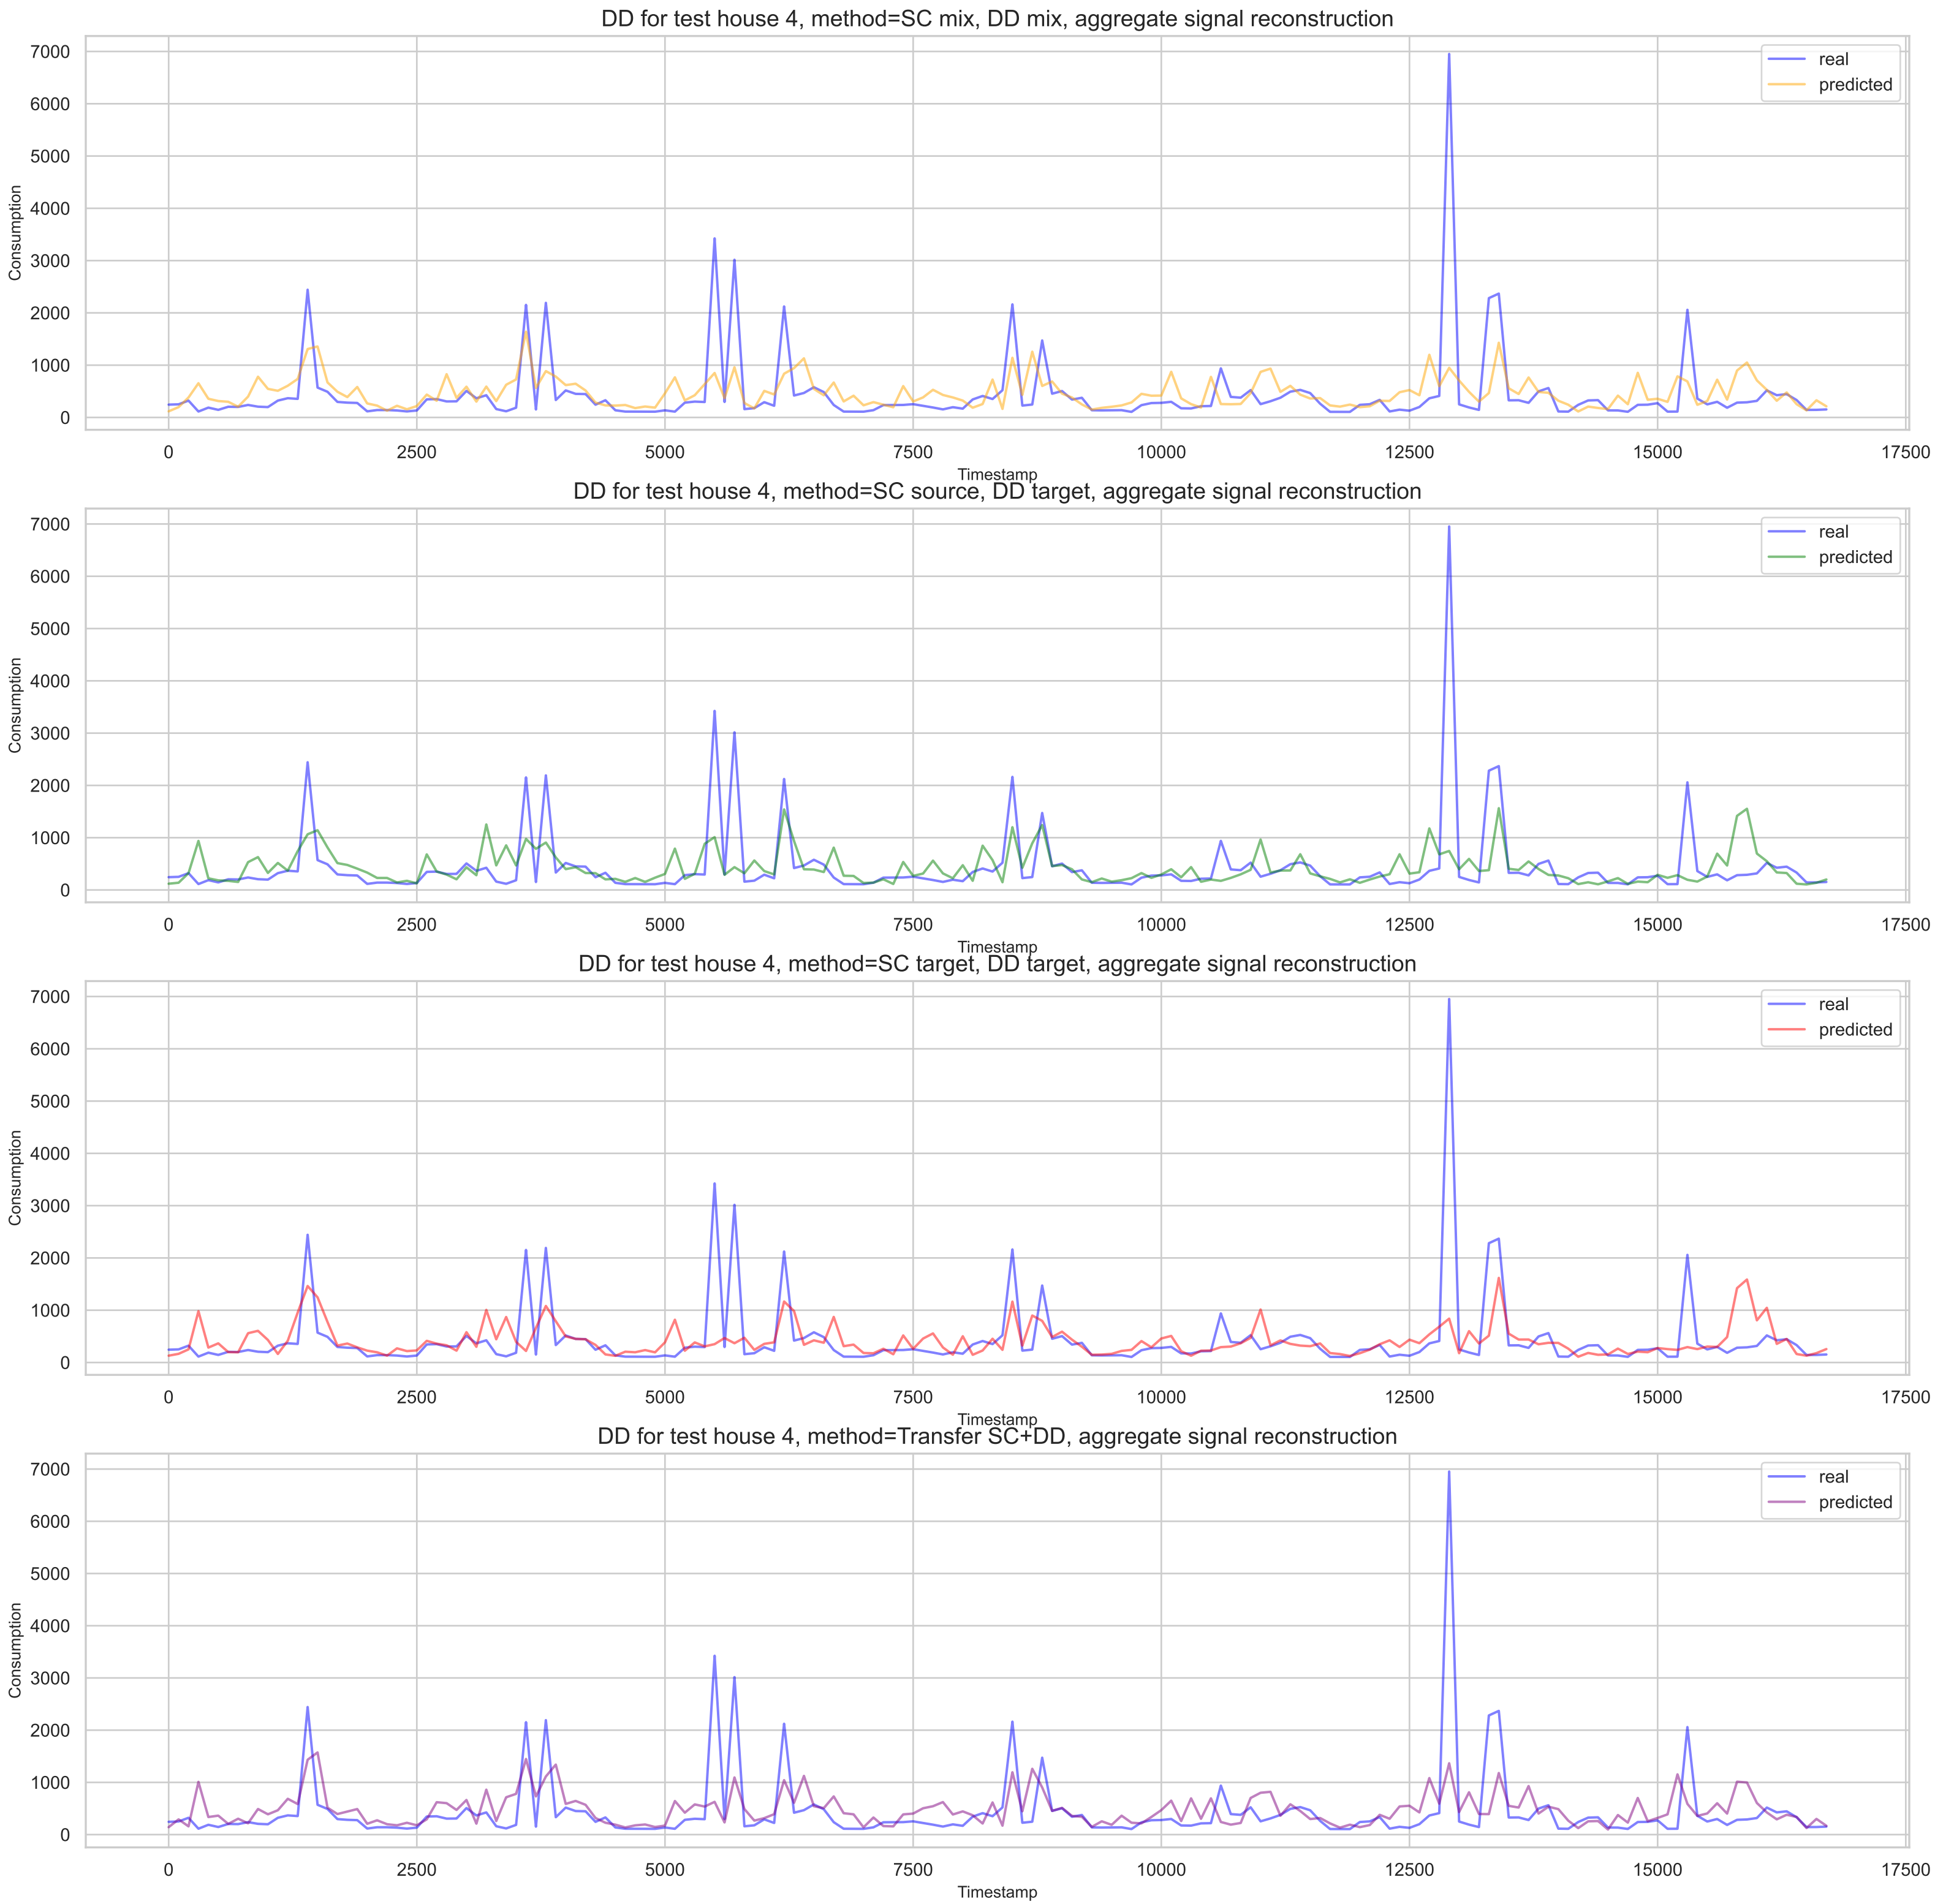 DD for test house 4, method=SC mix, DD mix, aggregate signal reconstruction
7000
6000
5000
4000
3000
2000
1000
0
Consumption
real
predicted
0 2500 5000 7500 10000 12500 15000 17500
Timestamp
DD for test house 4, method=SC source, DD target, aggregate signal reconstruction
7000
6000
5000
4000
3000
2000
1000
0
Consumption
real
predicted
0 2500 5000 7500 10000 12500 15000 17500
Timestamp
DD for test house 4, method=SC target, DD target, aggregate signal reconstruction
7000
6000
5000
4000
3000
2000
1000
0
Consumption
real
predicted
0 2500 5000 7500 10000 12500 15000 17500
Timestamp
DD for test house 4, method=Transfer SC+DD, aggregate signal reconstruction
7000
6000
5000
4000
3000
2000
1000
0
Consumption
real
predicted
0 2500 5000 7500 10000 12500 15000 17500
Timestamp